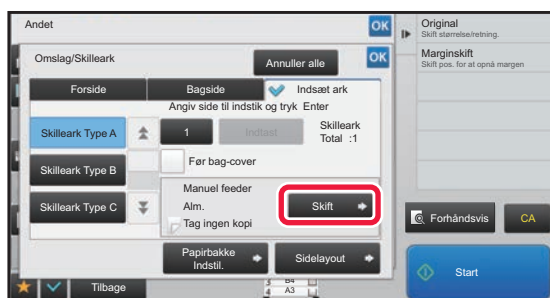 Andet
OK
Original
Skift størrelse/retning.
Omslag/Skilleark
Annuller alle
OK
Marginskift
Skift pos. for at opnå margen
Forside
Bagside
Indsæt ark
Angiv side til indstik og tryk Enter
Skilleark Type A
1
Indtast
Skilleark
Total :1
Skilleark Type B
Før bag-cover
Skilleark Type C
Manuel feeder
Alm.
Tag ingen kopi
Skift
Forhåndsvis
CA
Papirbakke
Indstil.
Sidelayout
Start
Tilbage
3 B4
4 A3